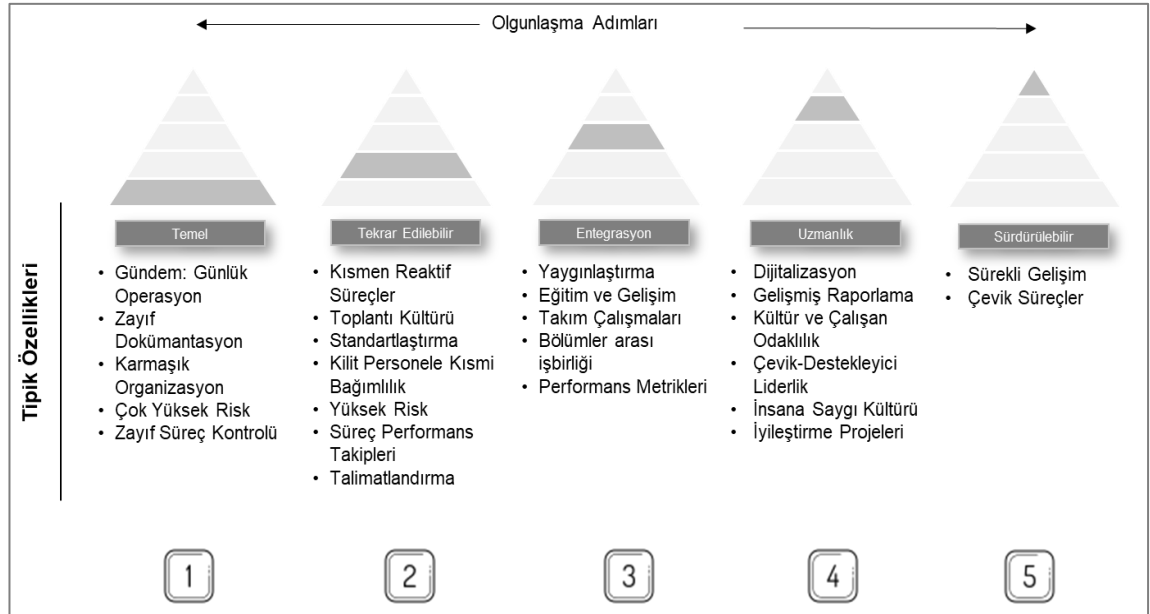 Olgunlaşma Adımları
Tipik Özellikleri
Temel
• Gündem: Günlük
Operasyon
• Zayıf
Dokümantasyon
• Karmaşık
Organizasyon
• Çok Yüksek Risk
• Zayıf Süreç Kontrolü
1
Tekrar Edilebilir
• Kısmen Reaktif
Süreçler
• Toplantı Kültürü
• Standartlaştırma
• Kilit Personele Kısmi
Bağımlılık
• Yüksek Risk
• Süreç Performans
Takipleri
• Talimatlandırma
2
Entegrasyon
• Yaygınlaştırma
• Eğitim ve Gelişim
• Takım Çalışmaları
• Bölümler arası
işbirliği
• Performans Metrikleri
3
Uzmanlık
• Dijitalizasyon
• Gelişmiş Raporlama
• Kültür ve Çalışan
Odaklılık
• Çevik-Destekleyici
Liderlik
• İnsana Saygı Kültürü
• İyileştirme Projeleri
4
Sürdürülebilir
• Sürekli Gelişim
• Çevik Süreçler
5